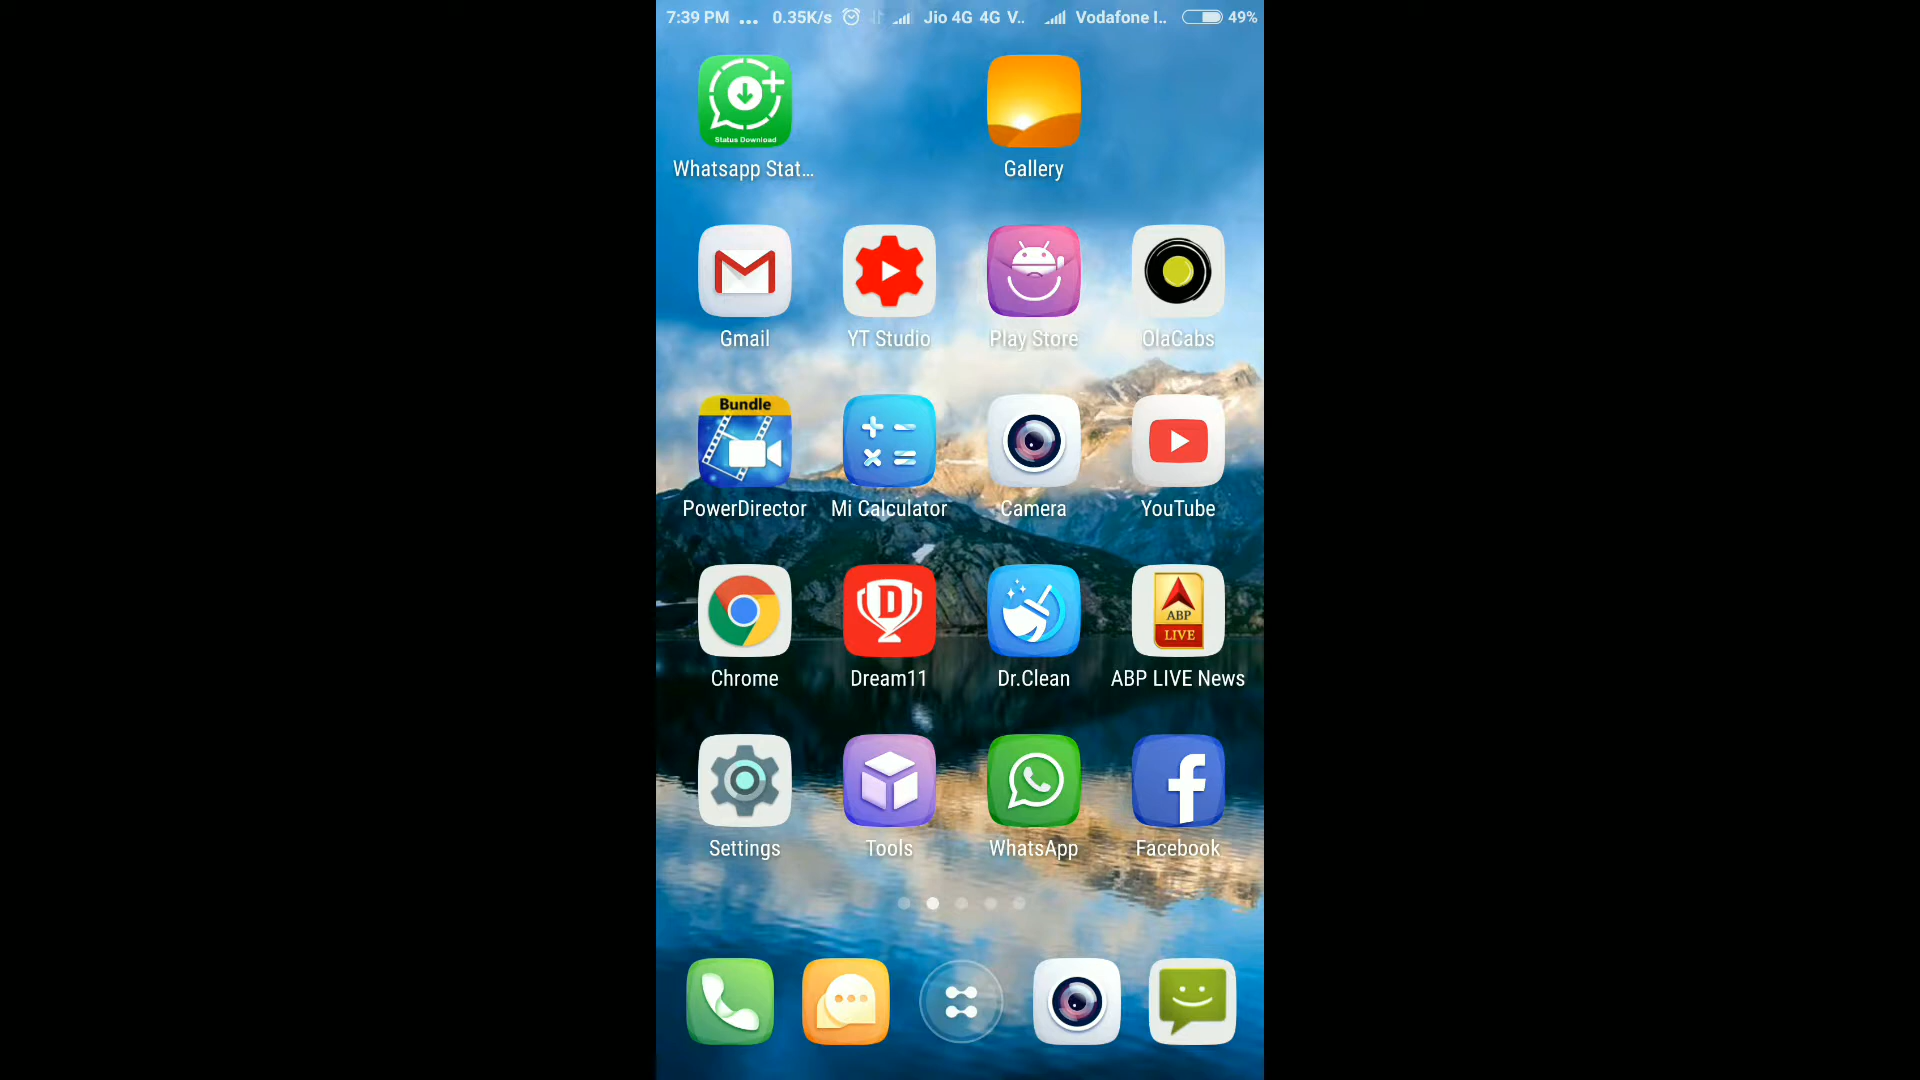 7:39 PM ... 0.35K/s Jio 4G 4G V.. Vodafone I.. 49%
Status Download
Whatsapp Stat... Gallery
Gmail YT Studio Play Store OlaCabs
Bundle
PowerDirector Mi Calculator Camera YouTube
D
ABP
LIVE
Chrome Dream11 Dr.Clean ABP LIVE News
Settings Tools WhatsApp Facebook